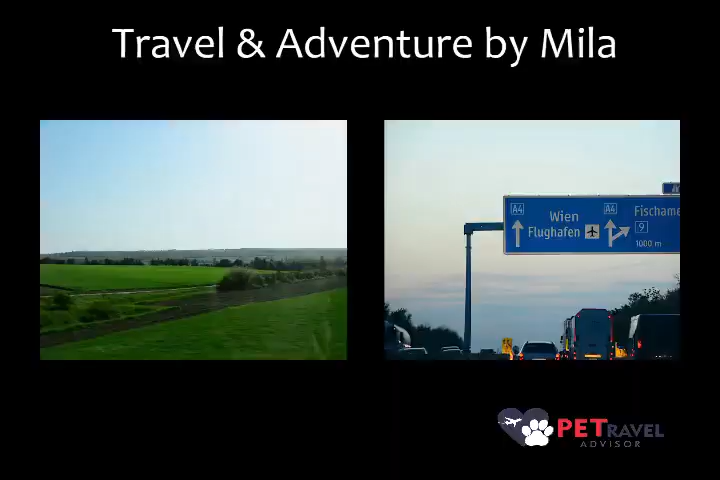 Travel & Adventure by Mila
A4
Wien
Flughafen
A4
Fischame
9
1000 m
PETRAVEL
ADVISOR